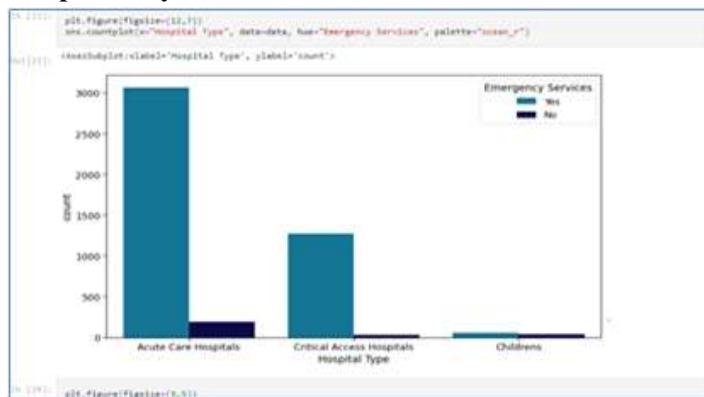 plt.figure(figsize=(12,7))
sns.countplot(x="Hospital Type", data=data, hue="Emergency Services", palette="ocean_r")
<AxesSubplot:xlabel='Hospital Type', ylabel='count'>
Emergency Services
Yes
No
3000
2500
2000
1500
1000
500
0
count
Acute Care Hospitals Critical Access Hospitals Childrens
Hospital Type
plt.figure(figsize=(5,5))